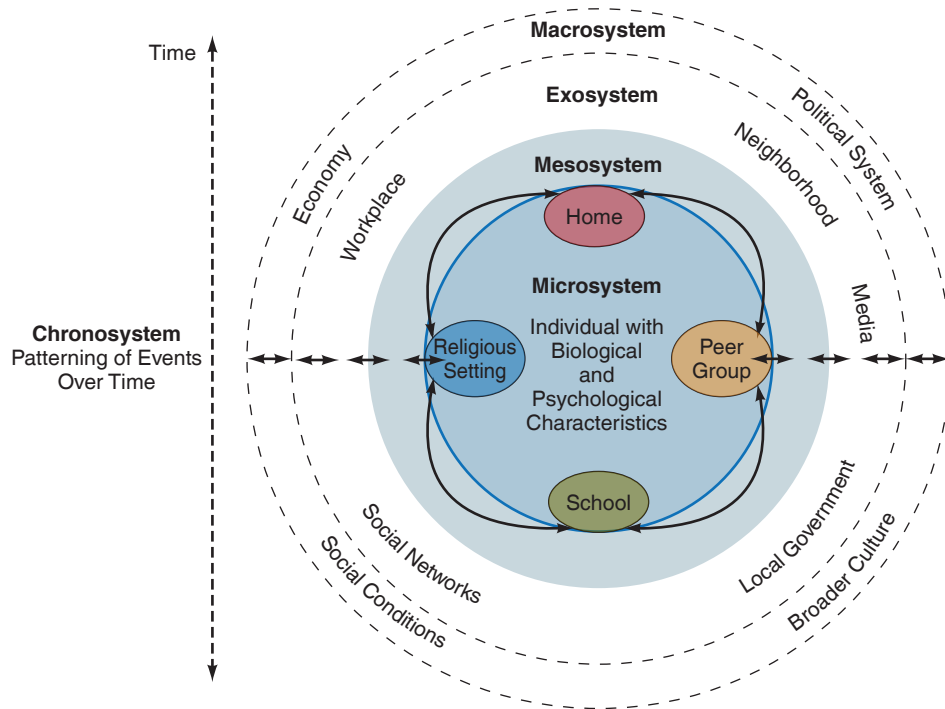 Macrosystem
Time
Exosystem
Political System
Neighborhood
Economy
Workplace
Mesosystem
Home
Microsystem
Media
Chronosystem
Patterning of Events
Over Time
Religious
Setting
Individual with
Biological
and
Psychological
Characteristics
Peer
Group
School
Social Networks
Local Government
Social Conditions
Broader Culture